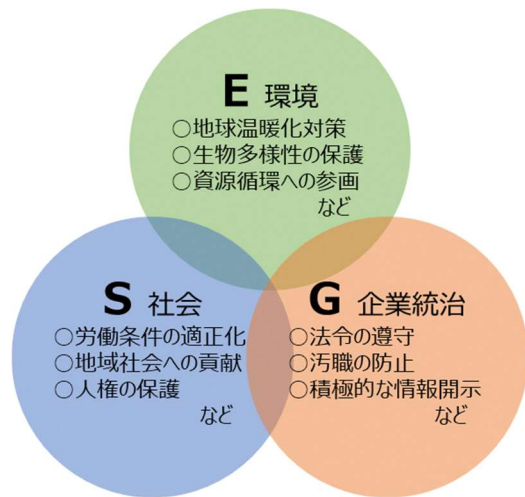 E 環境
○地球温暖化対策
○生物多様性の保護
○資源循環への参画
など
S 社会
○労働条件の適正化
○地域社会への貢献
○人権の保護
など
G 企業統治
○法令の遵守
○汚職の防止
○積極的な情報開示
など